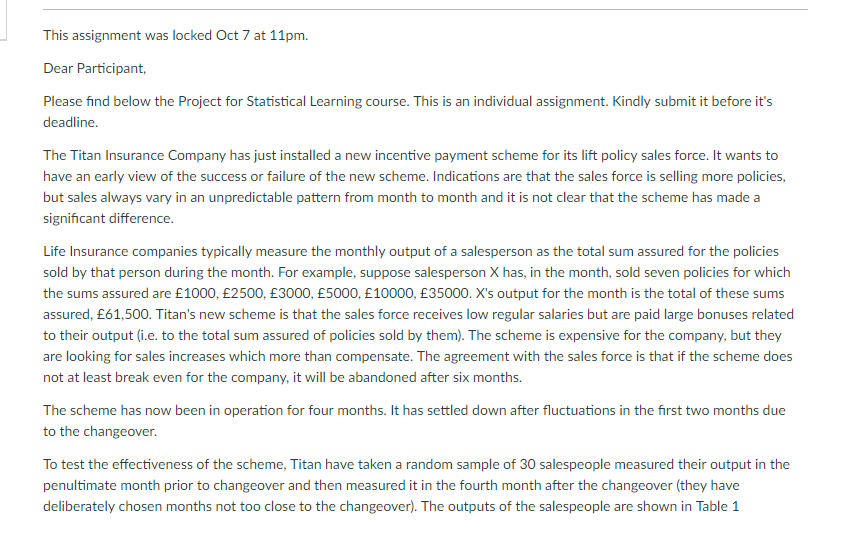 This assignment was locked Oct 7 at 11pm.
Dear Participant,
Please find below the Project for Statistical Learning course. This is an individual assignment. Kindly submit it before it's
deadline.
The Titan Insurance Company has just installed a new incentive payment scheme for its lift policy sales force. It wants to
have an early view of the success or failure of the new scheme. Indications are that the sales force is selling more policies,
but sales always vary in an unpredictable pattern from month to month and it is not clear that the scheme has made a
significant difference.
Life Insurance companies typically measure the monthly output of a salesperson as the total sum assured for the policies
sold by that person during the month. For example, suppose salesperson X has, in the month, sold seven policies for which
the sums assured are £1000, £2500, £3000, £5000, £10000, £35000. X's output for the month is the total of these sums
assured, £61,500. Titan's new scheme is that the sales force receives low regular salaries but are paid large bonuses related
to their output (i.e. to the total sum assured of policies sold by them). The scheme is expensive for the company, but they
are looking for sales increases which more than compensate. The agreement with the sales force is that if the scheme does
not at least break even for the company, it will be abandoned after six months.
The scheme has now been in operation for four months. It has settled down after fluctuations in the first two months due
to the changeover.
To test the effectiveness of the scheme, Titan have taken a random sample of 30 salespeople measured their output in the
penultimate month prior to changeover and then measured it in the fourth month after the changeover (they have
deliberately chosen months not too close to the changeover). The outputs of the salespeople are shown in Table 1